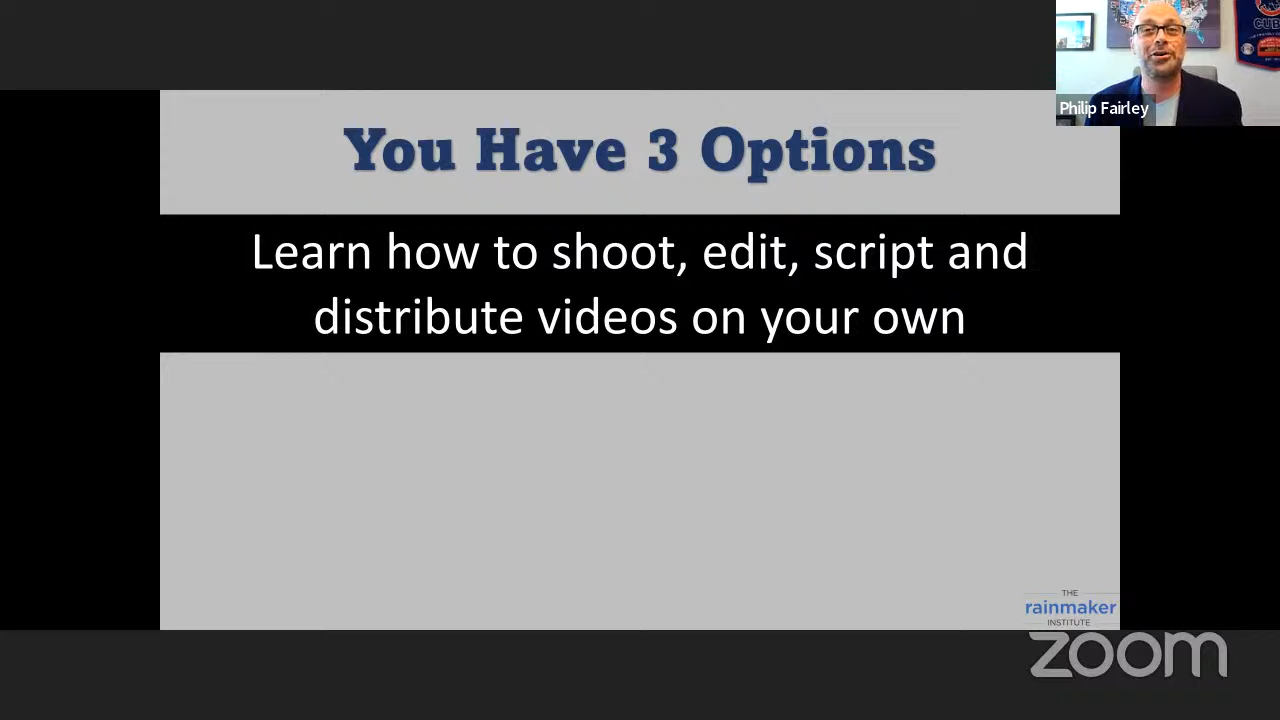 CUBS
Philip Fairley
You Have 3 Options
Learn how to shoot, edit, script and
distribute videos on your own
THE
rainmaker
INSTITUTE
zoom